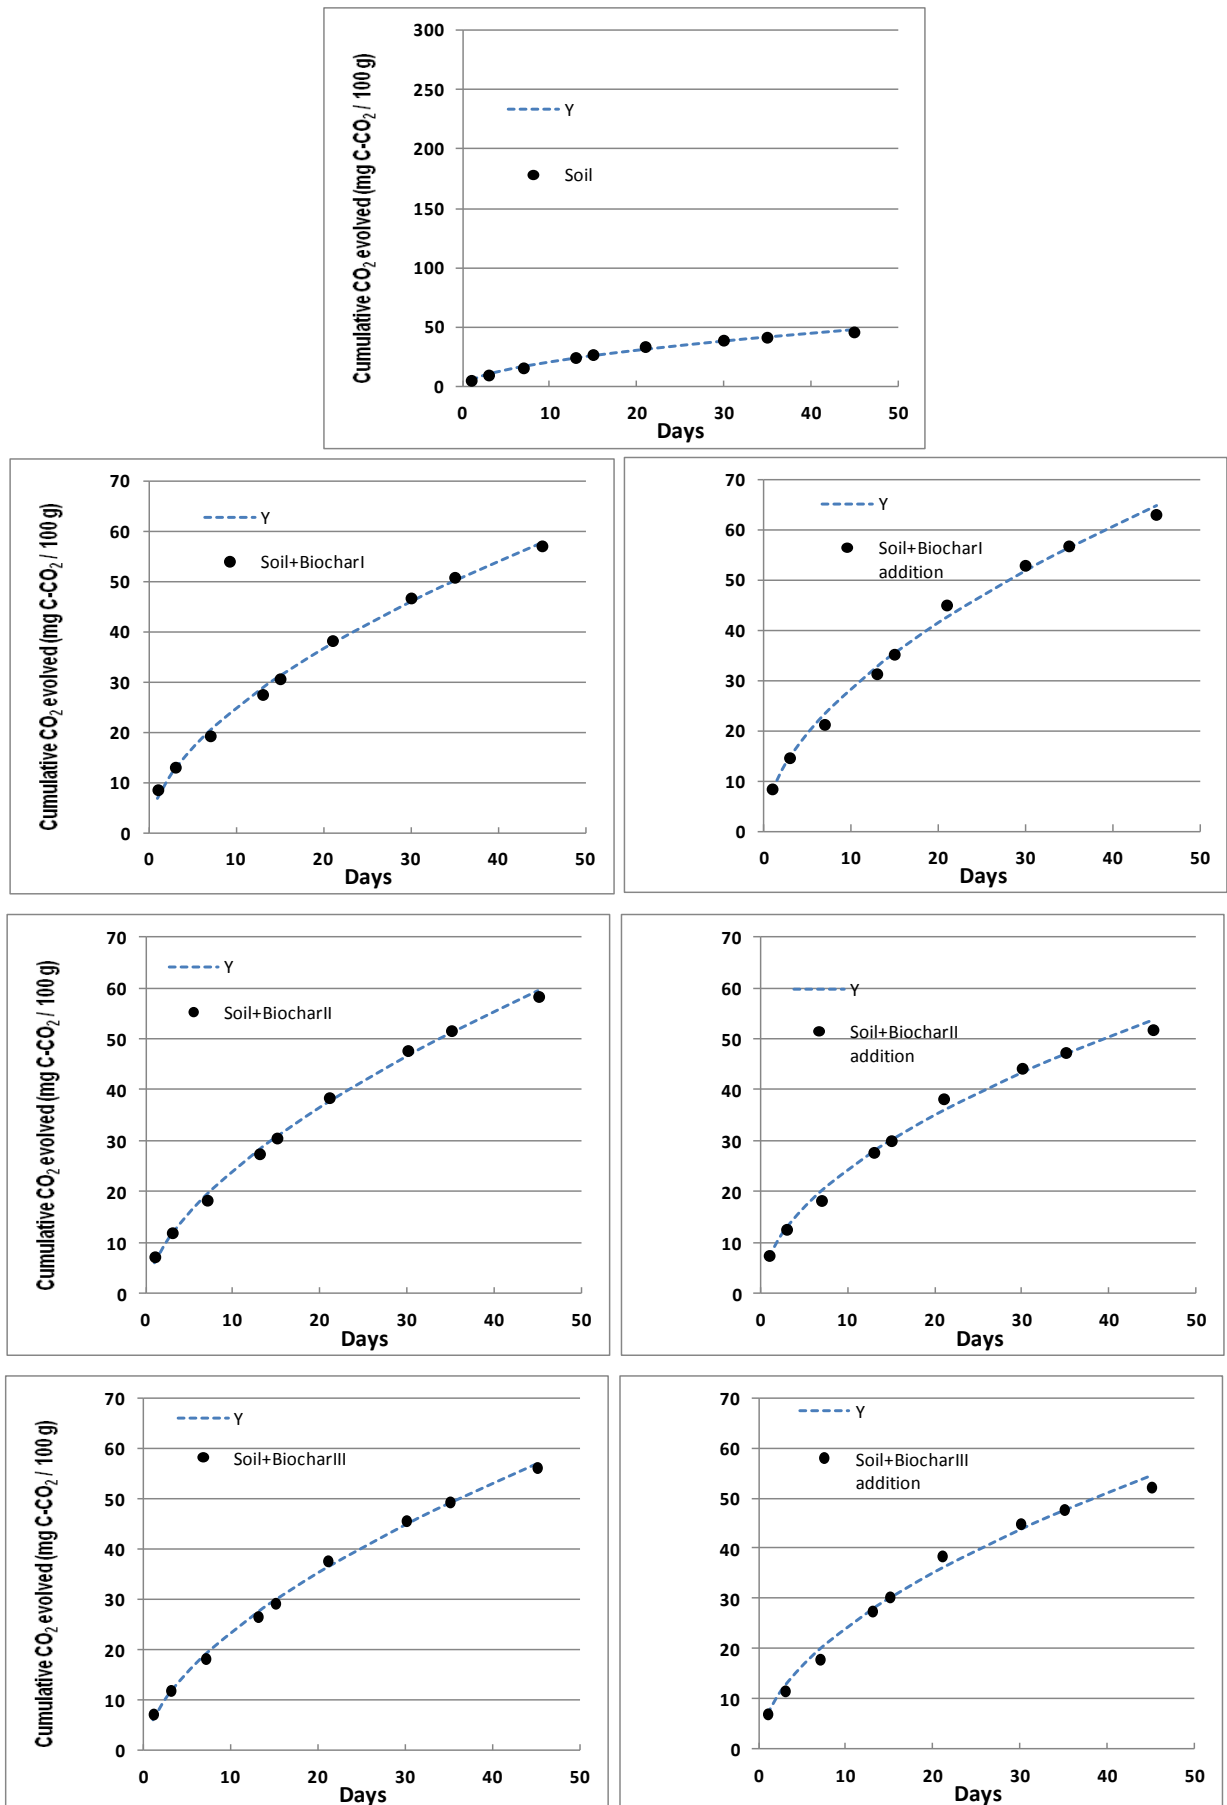 300
250
200
150
100
50
0
Y
Soil
0 10 20 30 40 50
Days
Cumulative CO₂ evolved (mg C-CO₂ / 100 g)
70
60
50
40
30
20
10
0
Y
Soil+BiocharI
0 10 20 30 40 50
Days
Cumulative CO₂ evolved (mg C-CO₂ / 100 g)
70
60
50
40
30
20
10
0
Y
Soil+BiocharI
addition
0 10 20 30 40 50
Days
70
60
50
40
30
20
10
0
Y
Soil+BiocharII
0 10 20 30 40 50
Days
Cumulative CO₂ evolved (mg C-CO₂ / 100 g)
70
60
50
40
30
20
10
0
Y
Soil+BiocharII
addition
0 10 20 30 40 50
Days
70
60
50
40
30
20
10
0
Y
Soil+BiocharIII
0 10 20 30 40 50
Days
Cumulative CO₂ evolved (mg C-CO₂ / 100 g)
70
60
50
40
30
20
10
0
Y
Soil+BiocharIII
addition
0 10 20 30 40 50
Days